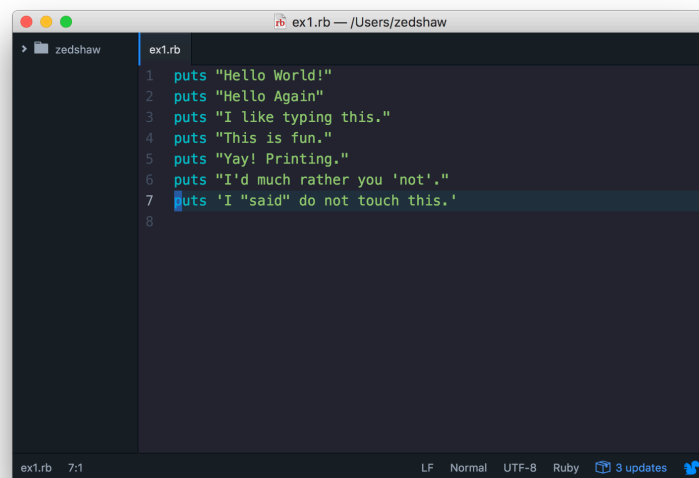 ex1.rb — /Users/zedshaw
zedshaw
ex1.rb
1 puts "Hello World!"
2 puts "Hello Again"
3 puts "I like typing this."
4 puts "This is fun."
5 puts "Yay! Printing."
6 puts "I'd much rather you 'not'."
7 puts 'I "said" do not touch this.'
8
ex1.rb 7:1 LF Normal UTF-8 Ruby 3 updates